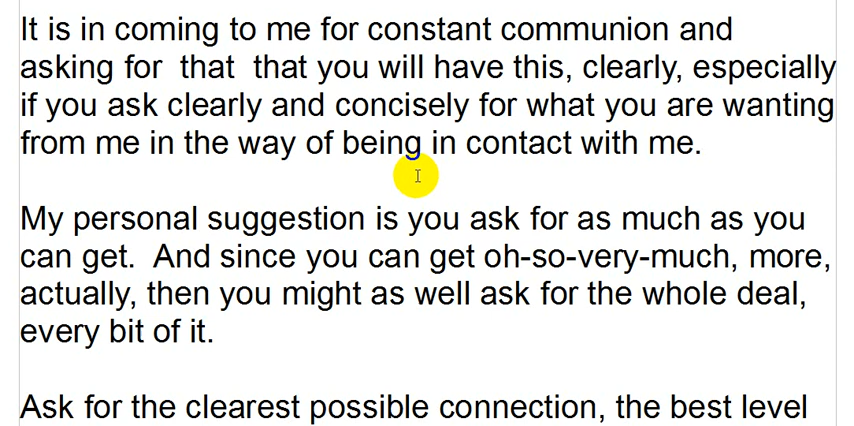 It is in coming to me for constant communion and
asking for  that  that you will have this, clearly, especially
if you ask clearly and concisely for what you are wanting
from me in the way of being in contact with me.
My personal suggestion is you ask for as much as you
can get.  And since you can get oh-so-very-much, more,
actually, then you might as well ask for the whole deal,
every bit of it.
Ask for the clearest possible connection, the best level